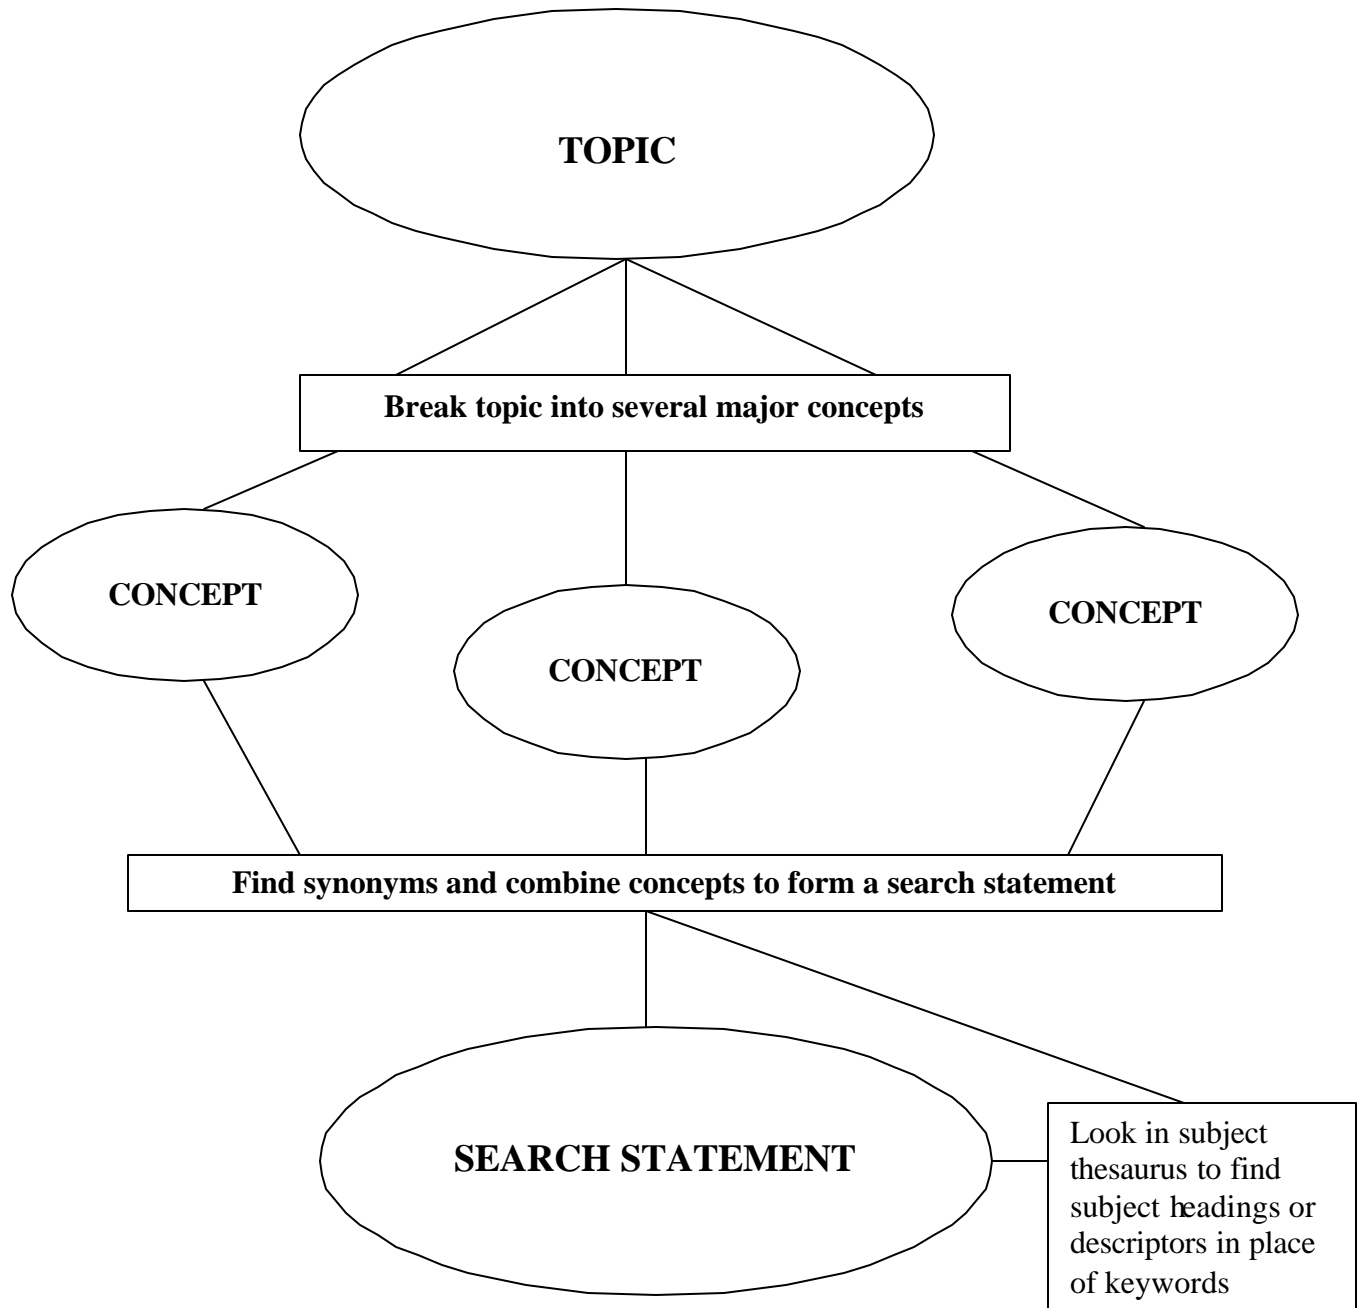 TOPIC
Break topic into several major concepts
CONCEPT
CONCEPT
CONCEPT
Find synonyms and combine concepts to form a search statement
SEARCH STATEMENT
Look in subject
thesaurus to find
subject headings or
descriptors in place
of keywords